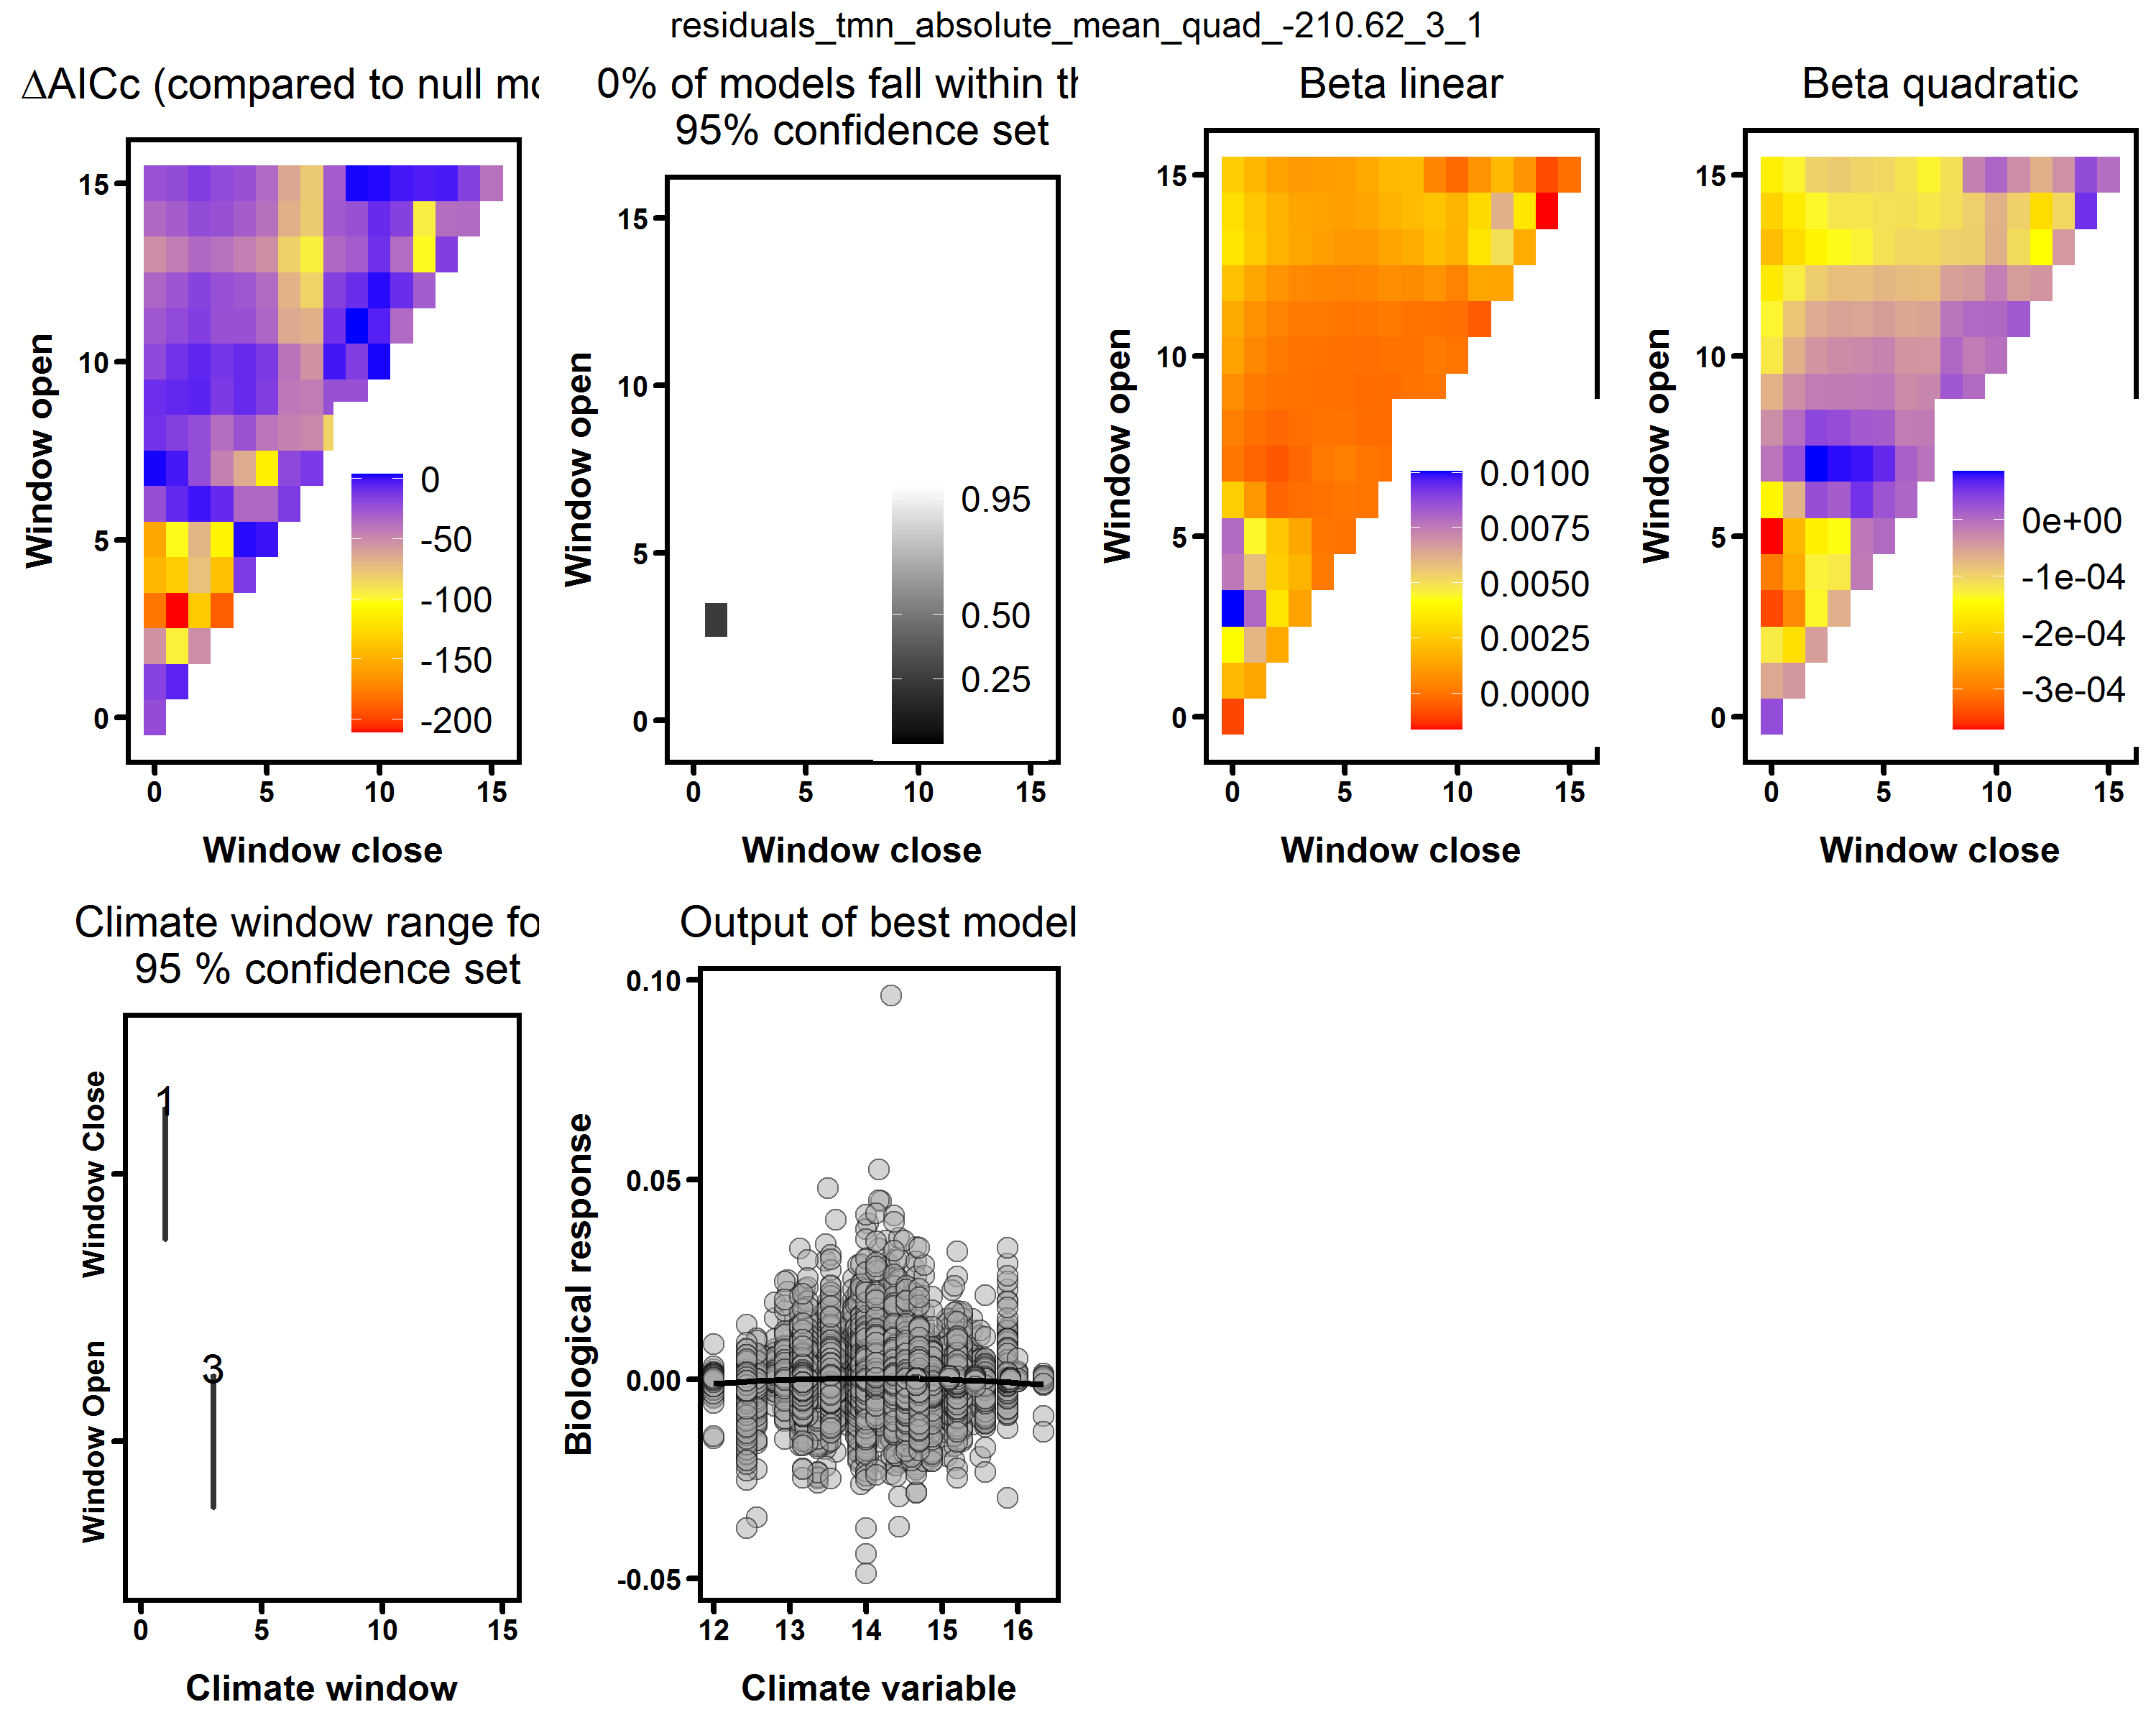 residuals_tmn_absolute_mean_quad_-210.62_3_1
ΔAICc (compared to null mo
15
10
5
0
0 5 10 15
0
-50
-100
-150
-200
Window open
Window close
0% of models fall within th
95% confidence set
15
10
5
0
0 5 10 15
0.95
0.50
0.25
Window open
Window close
Beta linear
15
10
5
0
0 5 10 15
0.0100
0.0075
0.0050
0.0025
0.0000
Window open
Window close
Beta quadratic
15
10
5
0
0 5 10 15
0e+00
-1e-04
-2e-04
-3e-04
Window open
Window close
Climate window range fo
95 % confidence set
Window Close
Window Open
1
3
0 5 10 15
Climate window
Output of best model
0.10
0.05
0.00
-0.05
12 13 14 15 16
Biological response
Climate variable